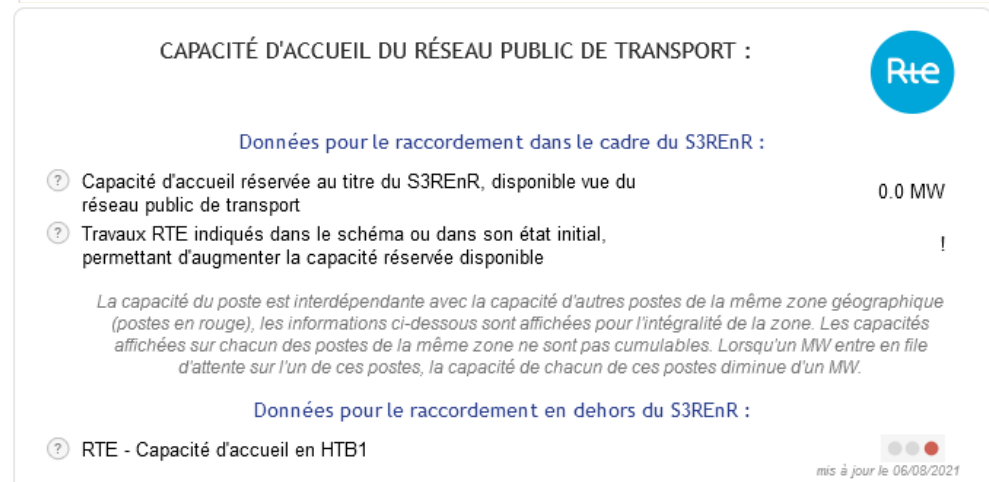 CAPACITÉ D'ACCUEIL DU RÉSEAU PUBLIC DE TRANSPORT :
Rte
Données pour le raccordement dans le cadre du S3REnR :
? Capacité d'accueil réservée au titre du S3REnR, disponible vue du
réseau public de transport
0.0 MW
? Travaux RTE indiqués dans le schéma ou dans son état initial,
permettant d'augmenter la capacité réservée disponible
!
La capacité du poste est interdépendante avec la capacité d'autres postes de la même zone géographique
(postes en rouge), les informations ci-dessous sont affichées pour l'intégralité de la zone. Les capacités
affichées sur chacun des postes de la même zone ne sont pas cumulables. Lorsqu'un MW entre en file
d'attente sur l'un de ces postes, la capacité de chacun de ces postes diminue d'un MW.
Données pour le raccordement en dehors du S3REnR :
? RTE - Capacité d'accueil en HTB1
mis à jour le 06/08/2021